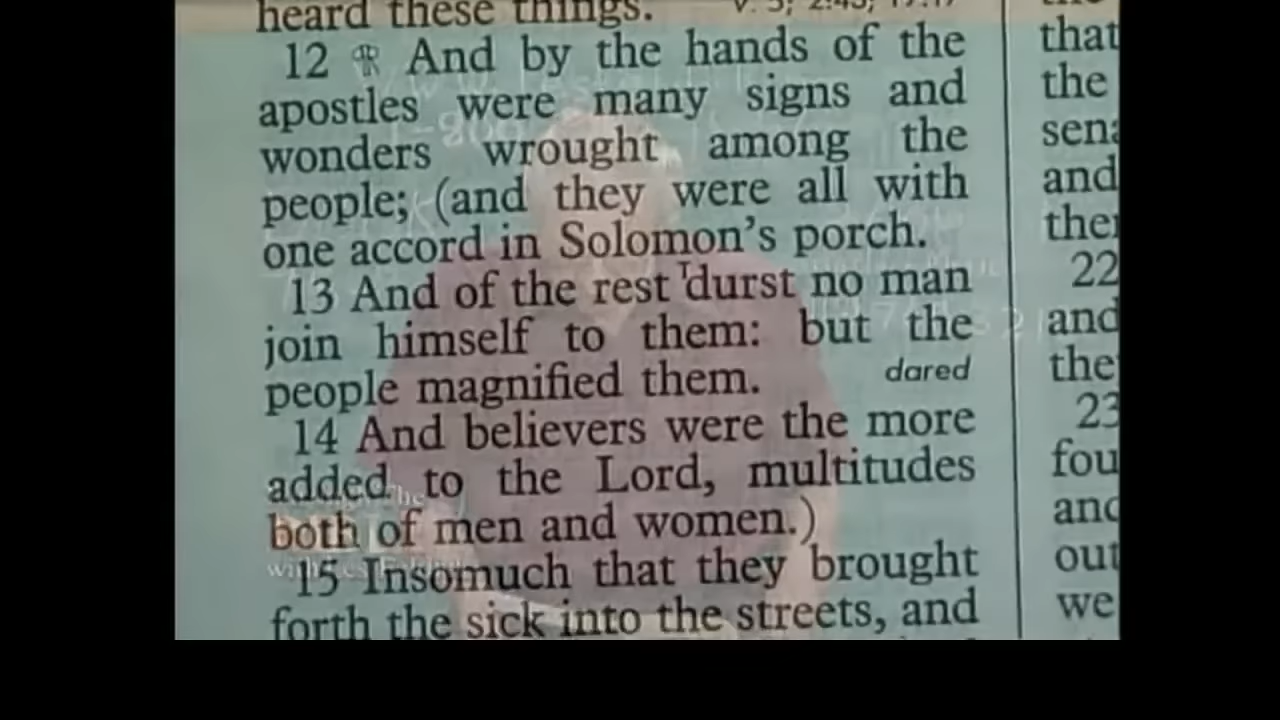 heard these things.
12 And by the hands of the
apostles were many signs and
wonders wrought among the
people; (and they were all with
one accord in Solomon's porch.
13 And of the rest ᵀdurst no man
join himself to them: but the
people magnified them. dared
14 And believers were the more
added to the Lord, multitudes
both of men and women.)
15 Insomuch that they brought
forth the sick into the streets, and
that
the
and
22
and
the
23
and
out
we